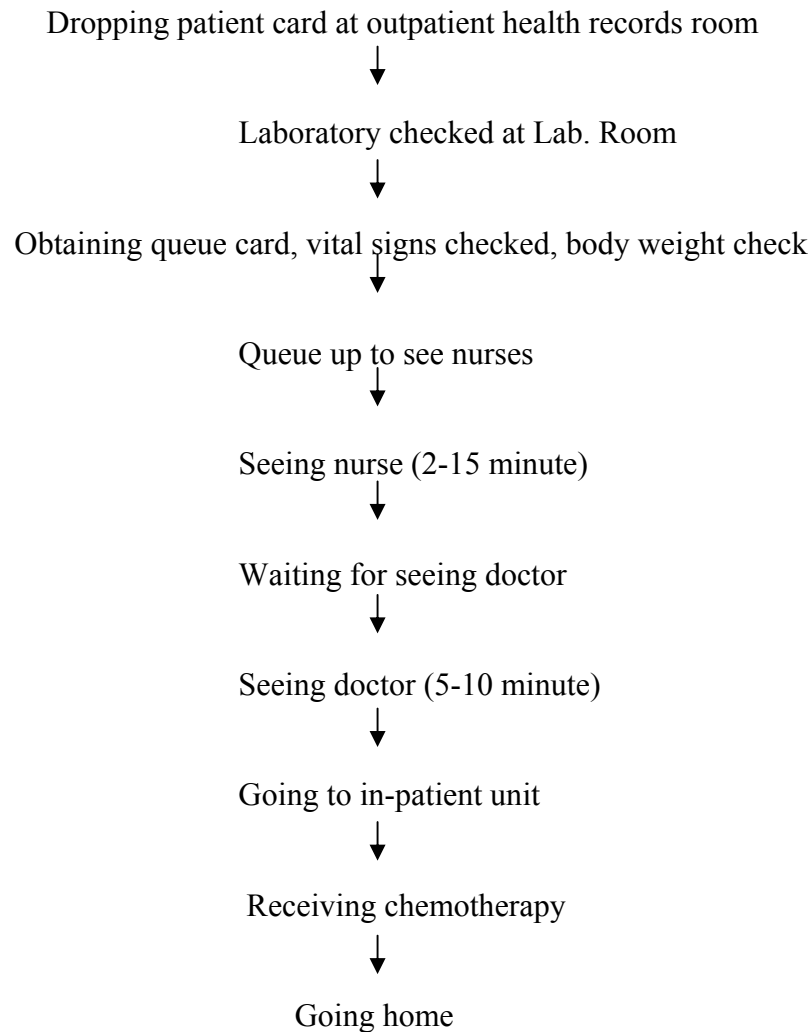 Dropping patient card at outpatient health records room
Laboratory checked at Lab. Room
Obtaining queue card, vital signs checked, body weight check
Queue up to see nurses
Seeing nurse (2-15 minute)
Waiting for seeing doctor
Seeing doctor (5-10 minute)
Going to in-patient unit
Receiving chemotherapy
Going home